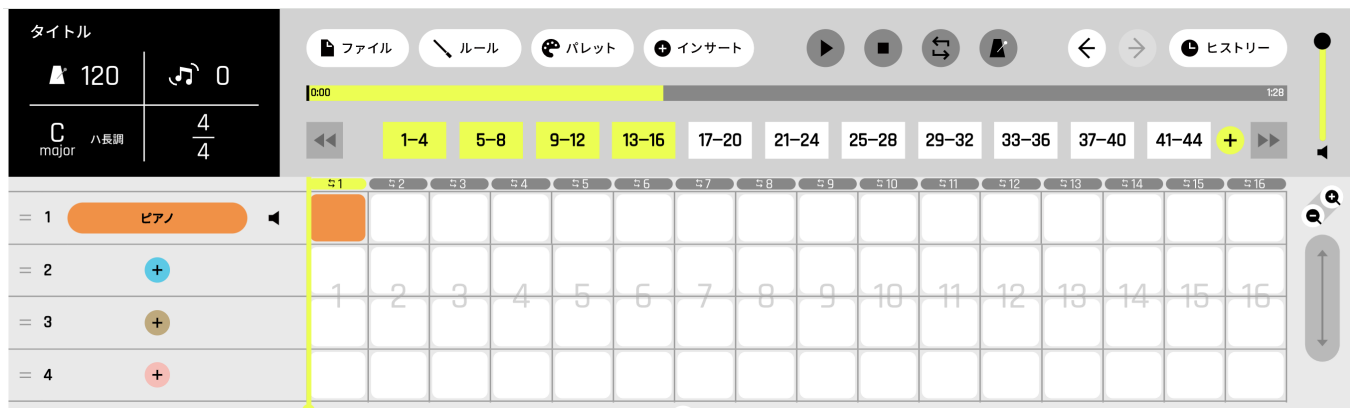 タイトル
120 0
C major ハ長調 4 4
ファイル ルール パレット インサート ヒストリー
0:00 1:28
1–4 5–8 9–12 13–16 17–20 21–24 25–28 29–32 33–36 37–40 41–44 +
1 2 3 4 5 6 7 8 9 10 11 12 13 14 15 16
1 ピアノ
2 +
1 2 3 4 5 6 7 8 9 10 11 12 13 14 15 16
3 +
4 +